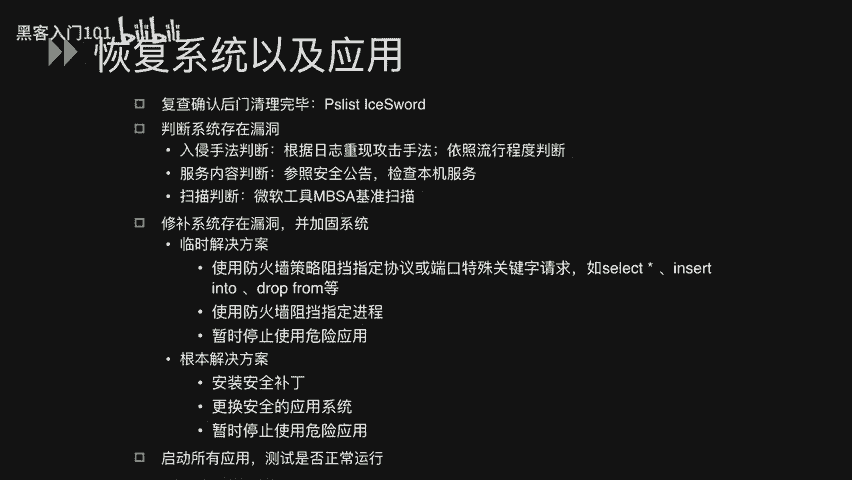 黑客入门101 bilibili
恢复系统以及应用
复查确认后门清理完毕：Pslist IceSword
判断系统存在漏洞
• 入侵手法判断：根据日志重现攻击手法；依照流行程度判断
• 服务内容判断：参照安全公告，检查本机服务
• 扫描判断：微软工具MBSA基准扫描
修补系统存在漏洞，并加固系统
• 临时解决方案
• 使用防火墙策略阻挡指定协议或端口特殊关键字请求，如select * 、insert
into 、drop from等
• 使用防火墙阻挡指定进程
• 暂时停止使用危险应用
• 根本解决方案
• 安装安全补丁
• 更换安全的应用系统
• 暂时停止使用危险应用
启动所有应用，测试是否正常运行